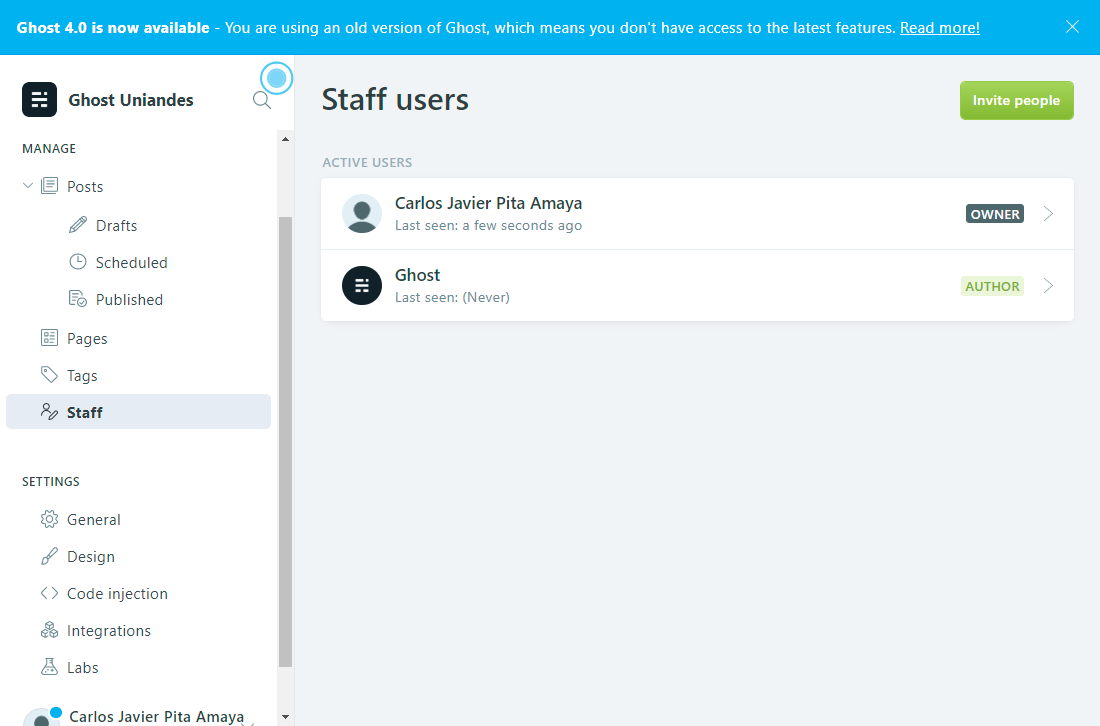 Ghost 4.0 is now available - You are using an old version of Ghost, which means you don't have access to the latest features. Read more!
Ghost Uniandes
MANAGE
Posts
Drafts
Scheduled
Published
Pages
Tags
Staff
SETTINGS
General
Design
Code injection
Integrations
Labs
Carlos Javier Pita Amaya
Staff users
Invite people
ACTIVE USERS
Carlos Javier Pita Amaya
Last seen: a few seconds ago
OWNER
Ghost
Last seen: (Never)
AUTHOR